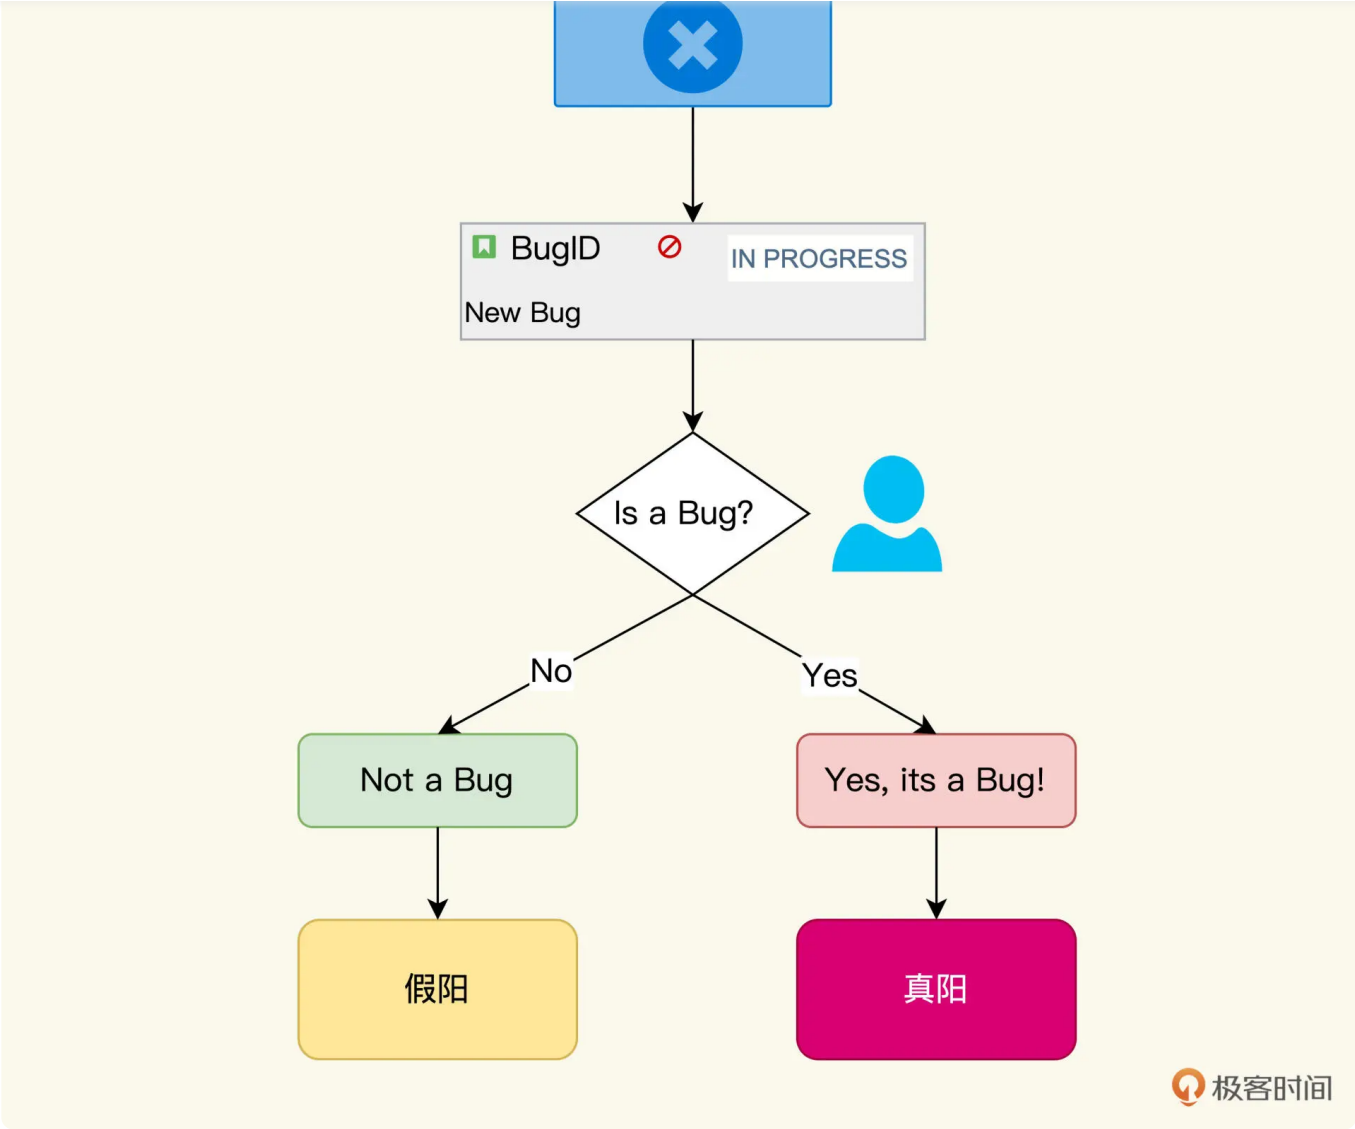 BugID
IN PROGRESS
New Bug
Is a Bug?
No
Yes
Not a Bug
Yes, its a Bug!
假阳
真阳
极客时间